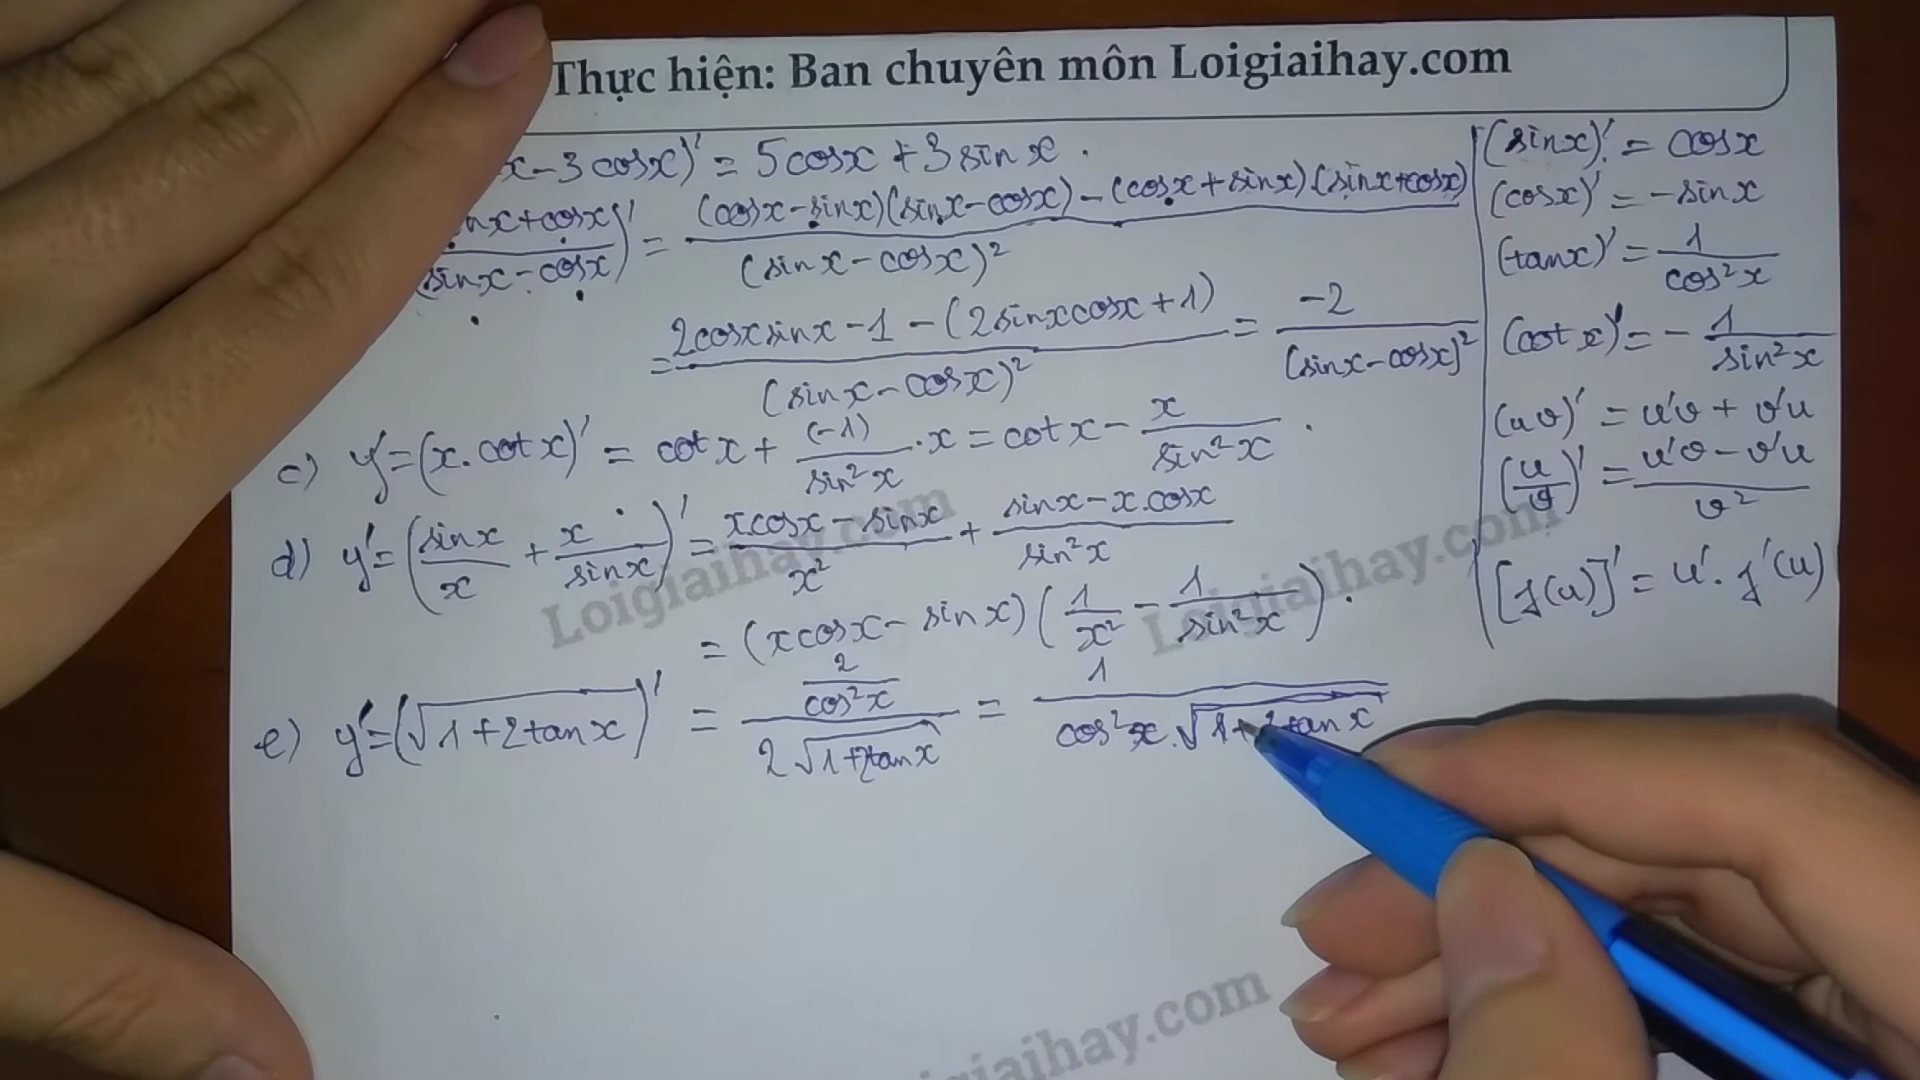 Thực hiện: Ban chuyên môn Loigiaihay.com
x - 3cosx)' = 5cosx + 3sinx.
(sinx+cosx / sinx - cosx)' = (cosx - sinx)(sinx - cosx) - (cosx + sinx).(sinx+cosx) / (sinx - cosx)²
= 2cosxsinx - 1 - (2sinxcosx + 1) / (sinx - cosx)² = -2 / (sinx - cosx)²
c) y' = (x.cotx)' = cotx + (-1) / sin²x . x = cotx - x / sin²x .
d) y' = (sinx / x + x / sinx)' = xcosx - sinx / x² + sinx - x.cosx / sin²x
= (xcosx - sinx)(1 / x² - 1 / sin²x).
e) y' = (√1+2tanx)' = 2 / cos²x / 2√1+2tanx = 1 / cos²x.√1+2tanx
(sinx)' = cosx
(cosx)' = -sinx
(tanx)' = 1 / cos²x
(cotx)' = - 1 / sin²x
(uv)' = u'v + v'u
(u / v)' = u'v - v'u / v²
[f(u)]' = u'.f'(u)
Loigiaihay.com
Loigiaihay.com
Loigiaihay.com